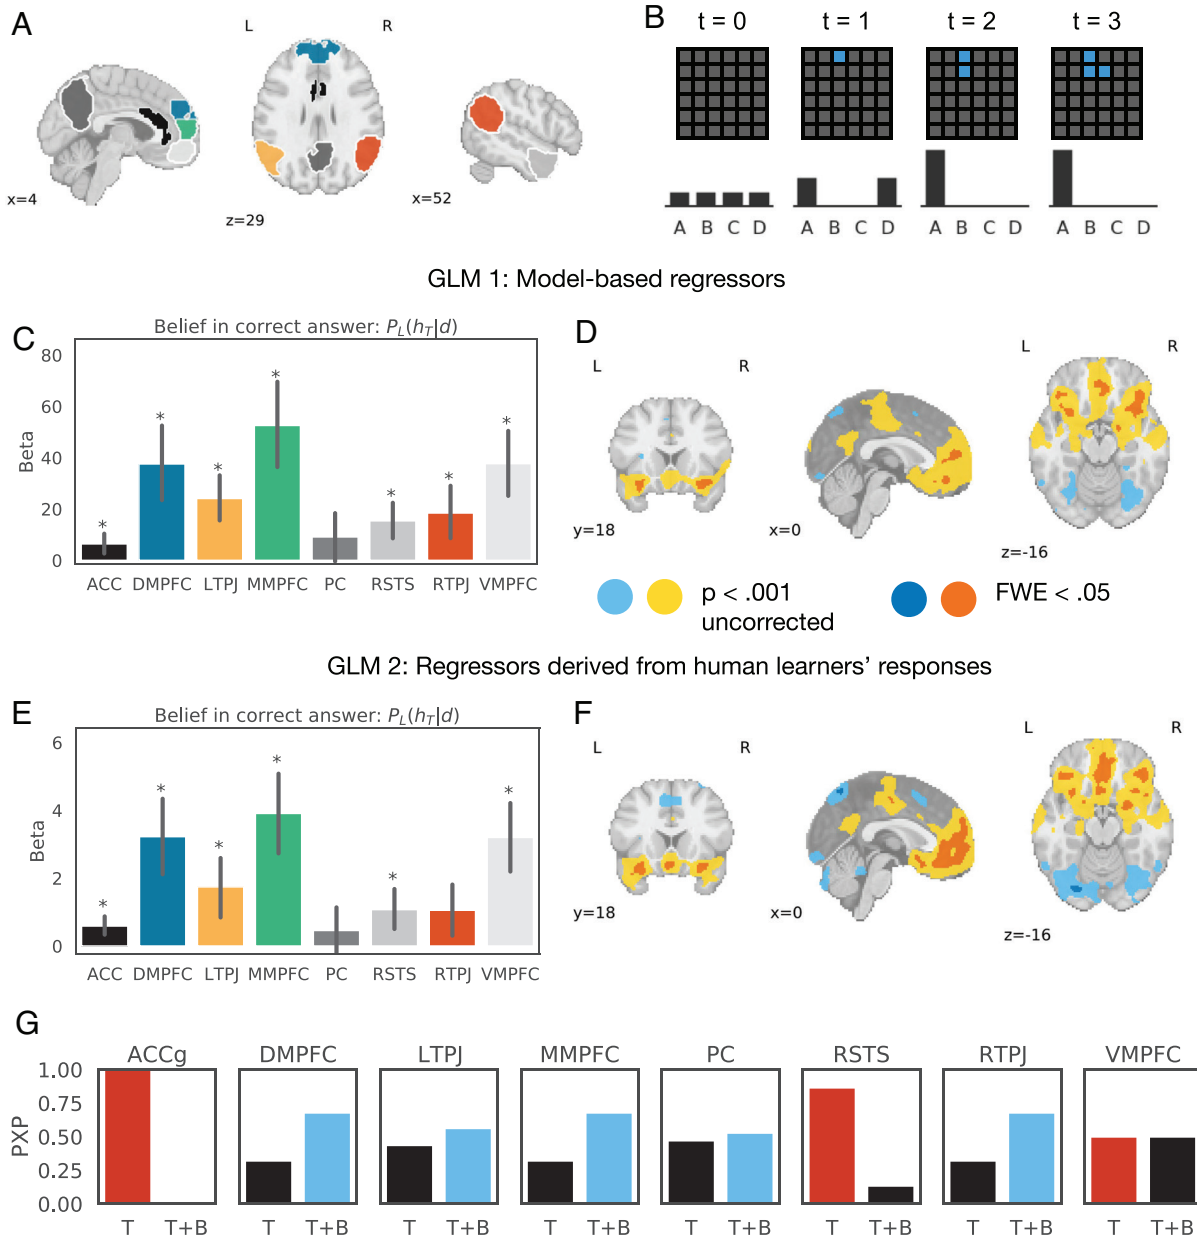 A
L
R
x=4
z=29
x=52
B
t = 0
t = 1
t = 2
t = 3
A B C D
A B C D
A B C D
A B C D
GLM 1: Model-based regressors
C
Belief in correct answer: P_L(h_T|d)
Beta
80
60
40
20
0
* * * * * * *
ACC DMPFC LTPJ MMPFC PC RSTS RTPJ VMPFC
D
L
R
L
R
y=18
x=0
z=-16
p < .001
uncorrected
FWE < .05
GLM 2: Regressors derived from human learners’ responses
E
Belief in correct answer: P_L(h_T|d)
Beta
6
4
2
0
* * * * * *
ACC DMPFC LTPJ MMPFC PC RSTS RTPJ VMPFC
F
L
R
L
R
y=18
x=0
z=-16
G
ACCg DMPFC LTPJ MMPFC PC RSTS RTPJ VMPFC
PXP
1.00
0.75
0.50
0.25
0.00
T T+B T T+B T T+B T T+B T T+B T T+B T T+B T T+B